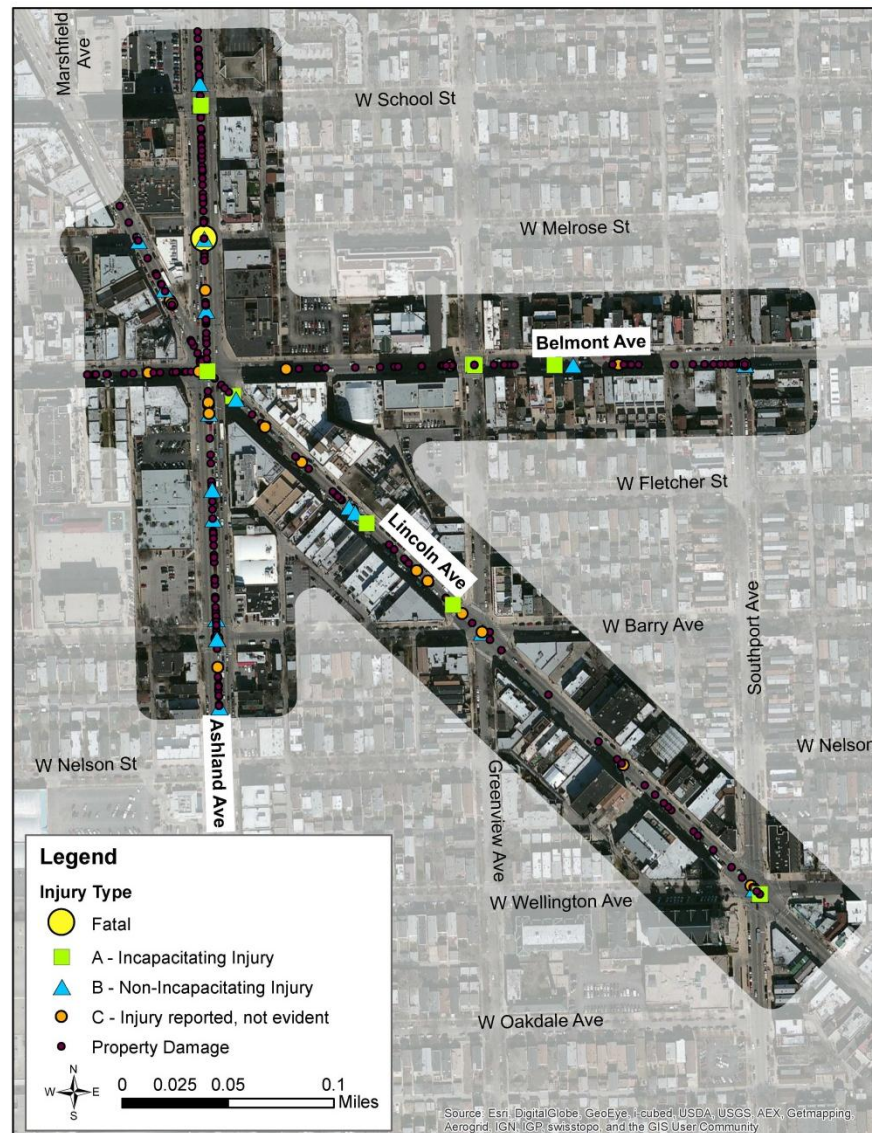 Marshfield
Ave
W School St
W Melrose St
Belmont Ave
W Fletcher St
Lincoln Ave
W Barry Ave
Southport Ave
Ashland Ave
W Nelson St
W Nelson
Greenview Ave
W Wellington Ave
W Oakdale Ave
Legend
Injury Type
Fatal
A - Incapacitating Injury
B - Non-Incapacitating Injury
C - Injury reported, not evident
Property Damage
N
W E
S
0 0.025 0.05 0.1
Miles
Source: Esri, DigitalGlobe, GeoEye, i-cubed, USDA, USGS, AEX, Getmapping,
Aerogrid, IGN, IGP, swisstopo, and the GIS User Community